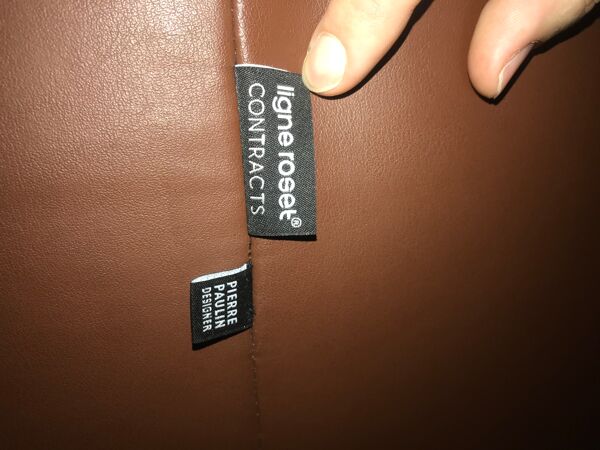 ligne roset®
CONTRACTS
PIERRE
PAULIN
DESIGNER